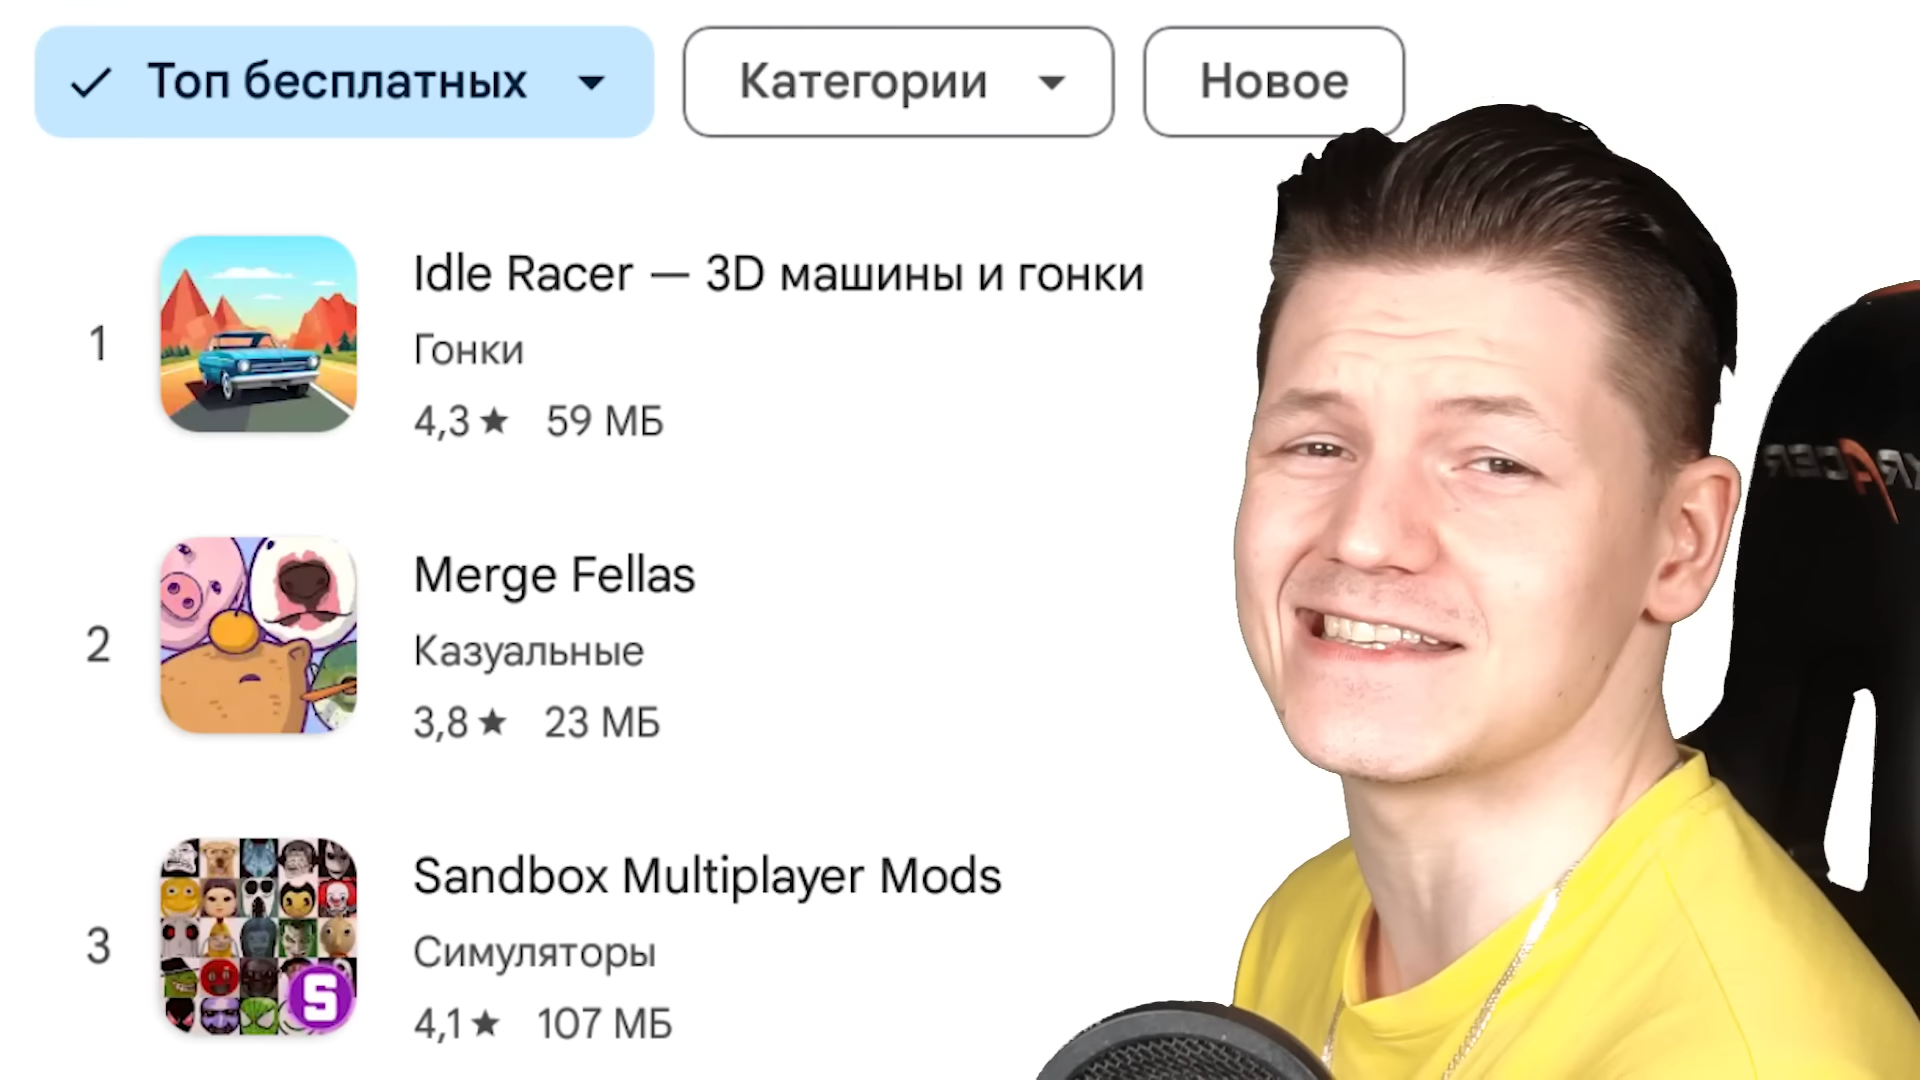 Топ бесплатных
Категории
Новое
1
Idle Racer — 3D машины и гонки
Гонки
4,3 ★ 59 МБ
2
Merge Fellas
Казуальные
3,8 ★ 23 МБ
3
Sandbox Multiplayer Mods
Симуляторы
4,1 ★ 107 МБ
S